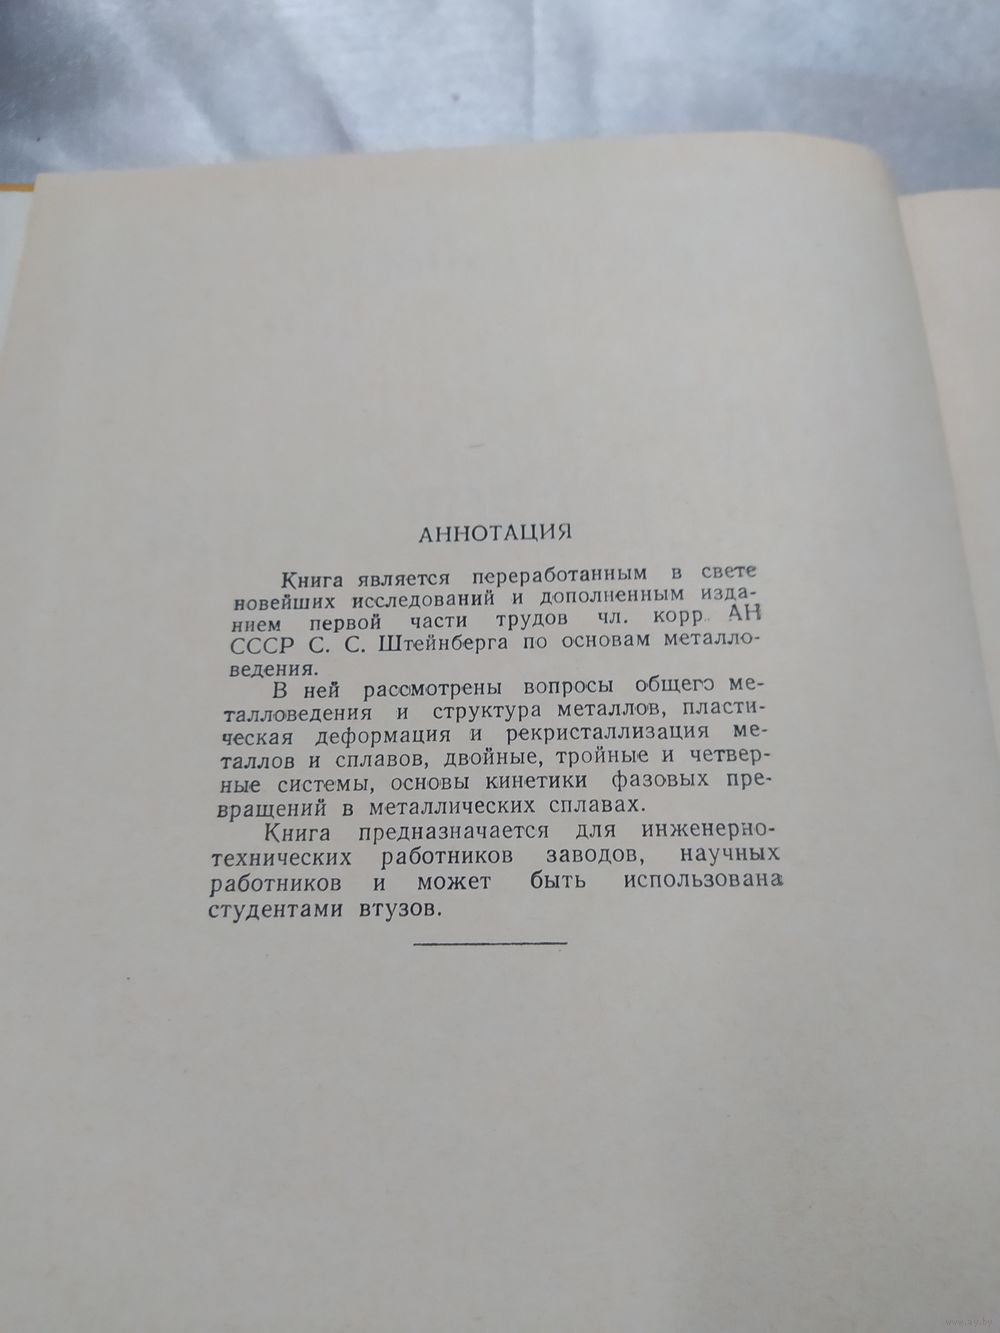 АННОТАЦИЯ
Книга является переработанным в свете
новейших исследований и дополненным изда-
нием первой части трудов чл. корр. АН
СССР С. С. Штейнберга по основам металло-
ведения.
В ней рассмотрены вопросы общего ме-
талловедения и структура металлов, пласти-
ческая деформация и рекристаллизация ме-
таллов и сплавов, двойные, тройные и четвер-
ные системы, основы кинетики фазовых пре-
вращений в металлических сплавах.
Книга предназначается для инженерно-
технических работников заводов, научных
работников и может быть использована
студентами втузов.
www.ay.by